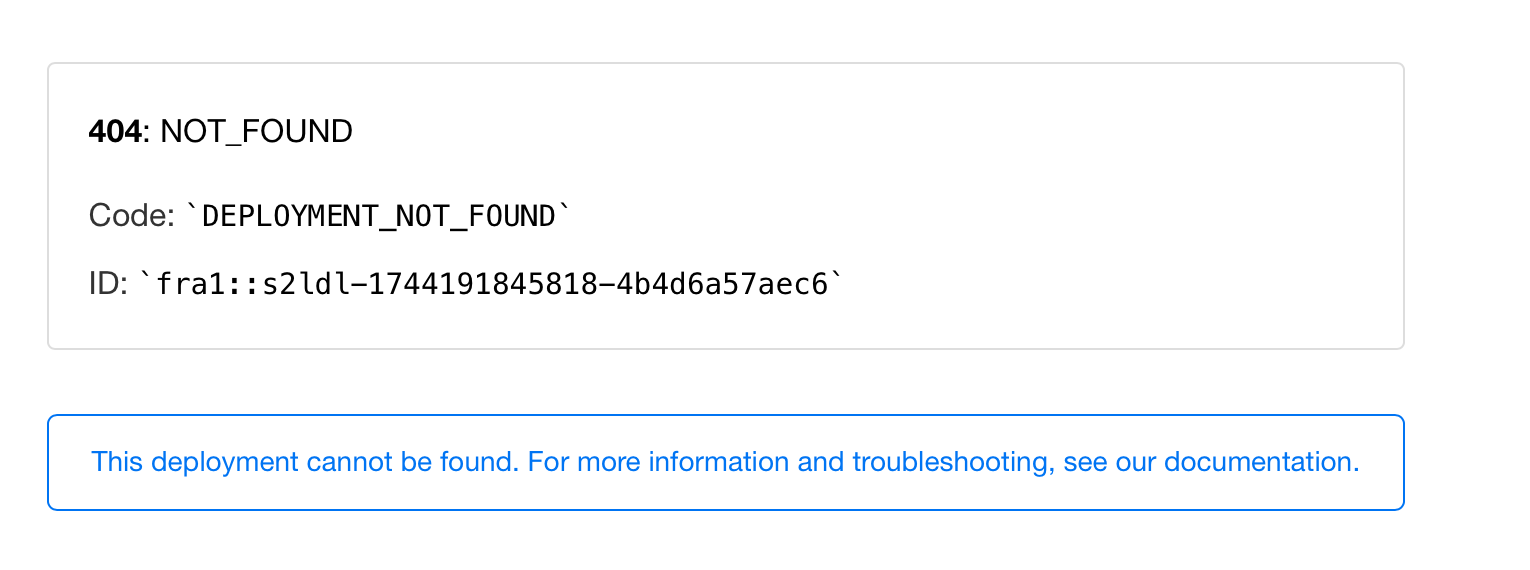 404: NOT_FOUND
Code: `DEPLOYMENT_NOT_FOUND`
ID: `fra1::s2ldl-1744191845818-4b4d6a57aec6`
This deployment cannot be found. For more information and troubleshooting, see our documentation.